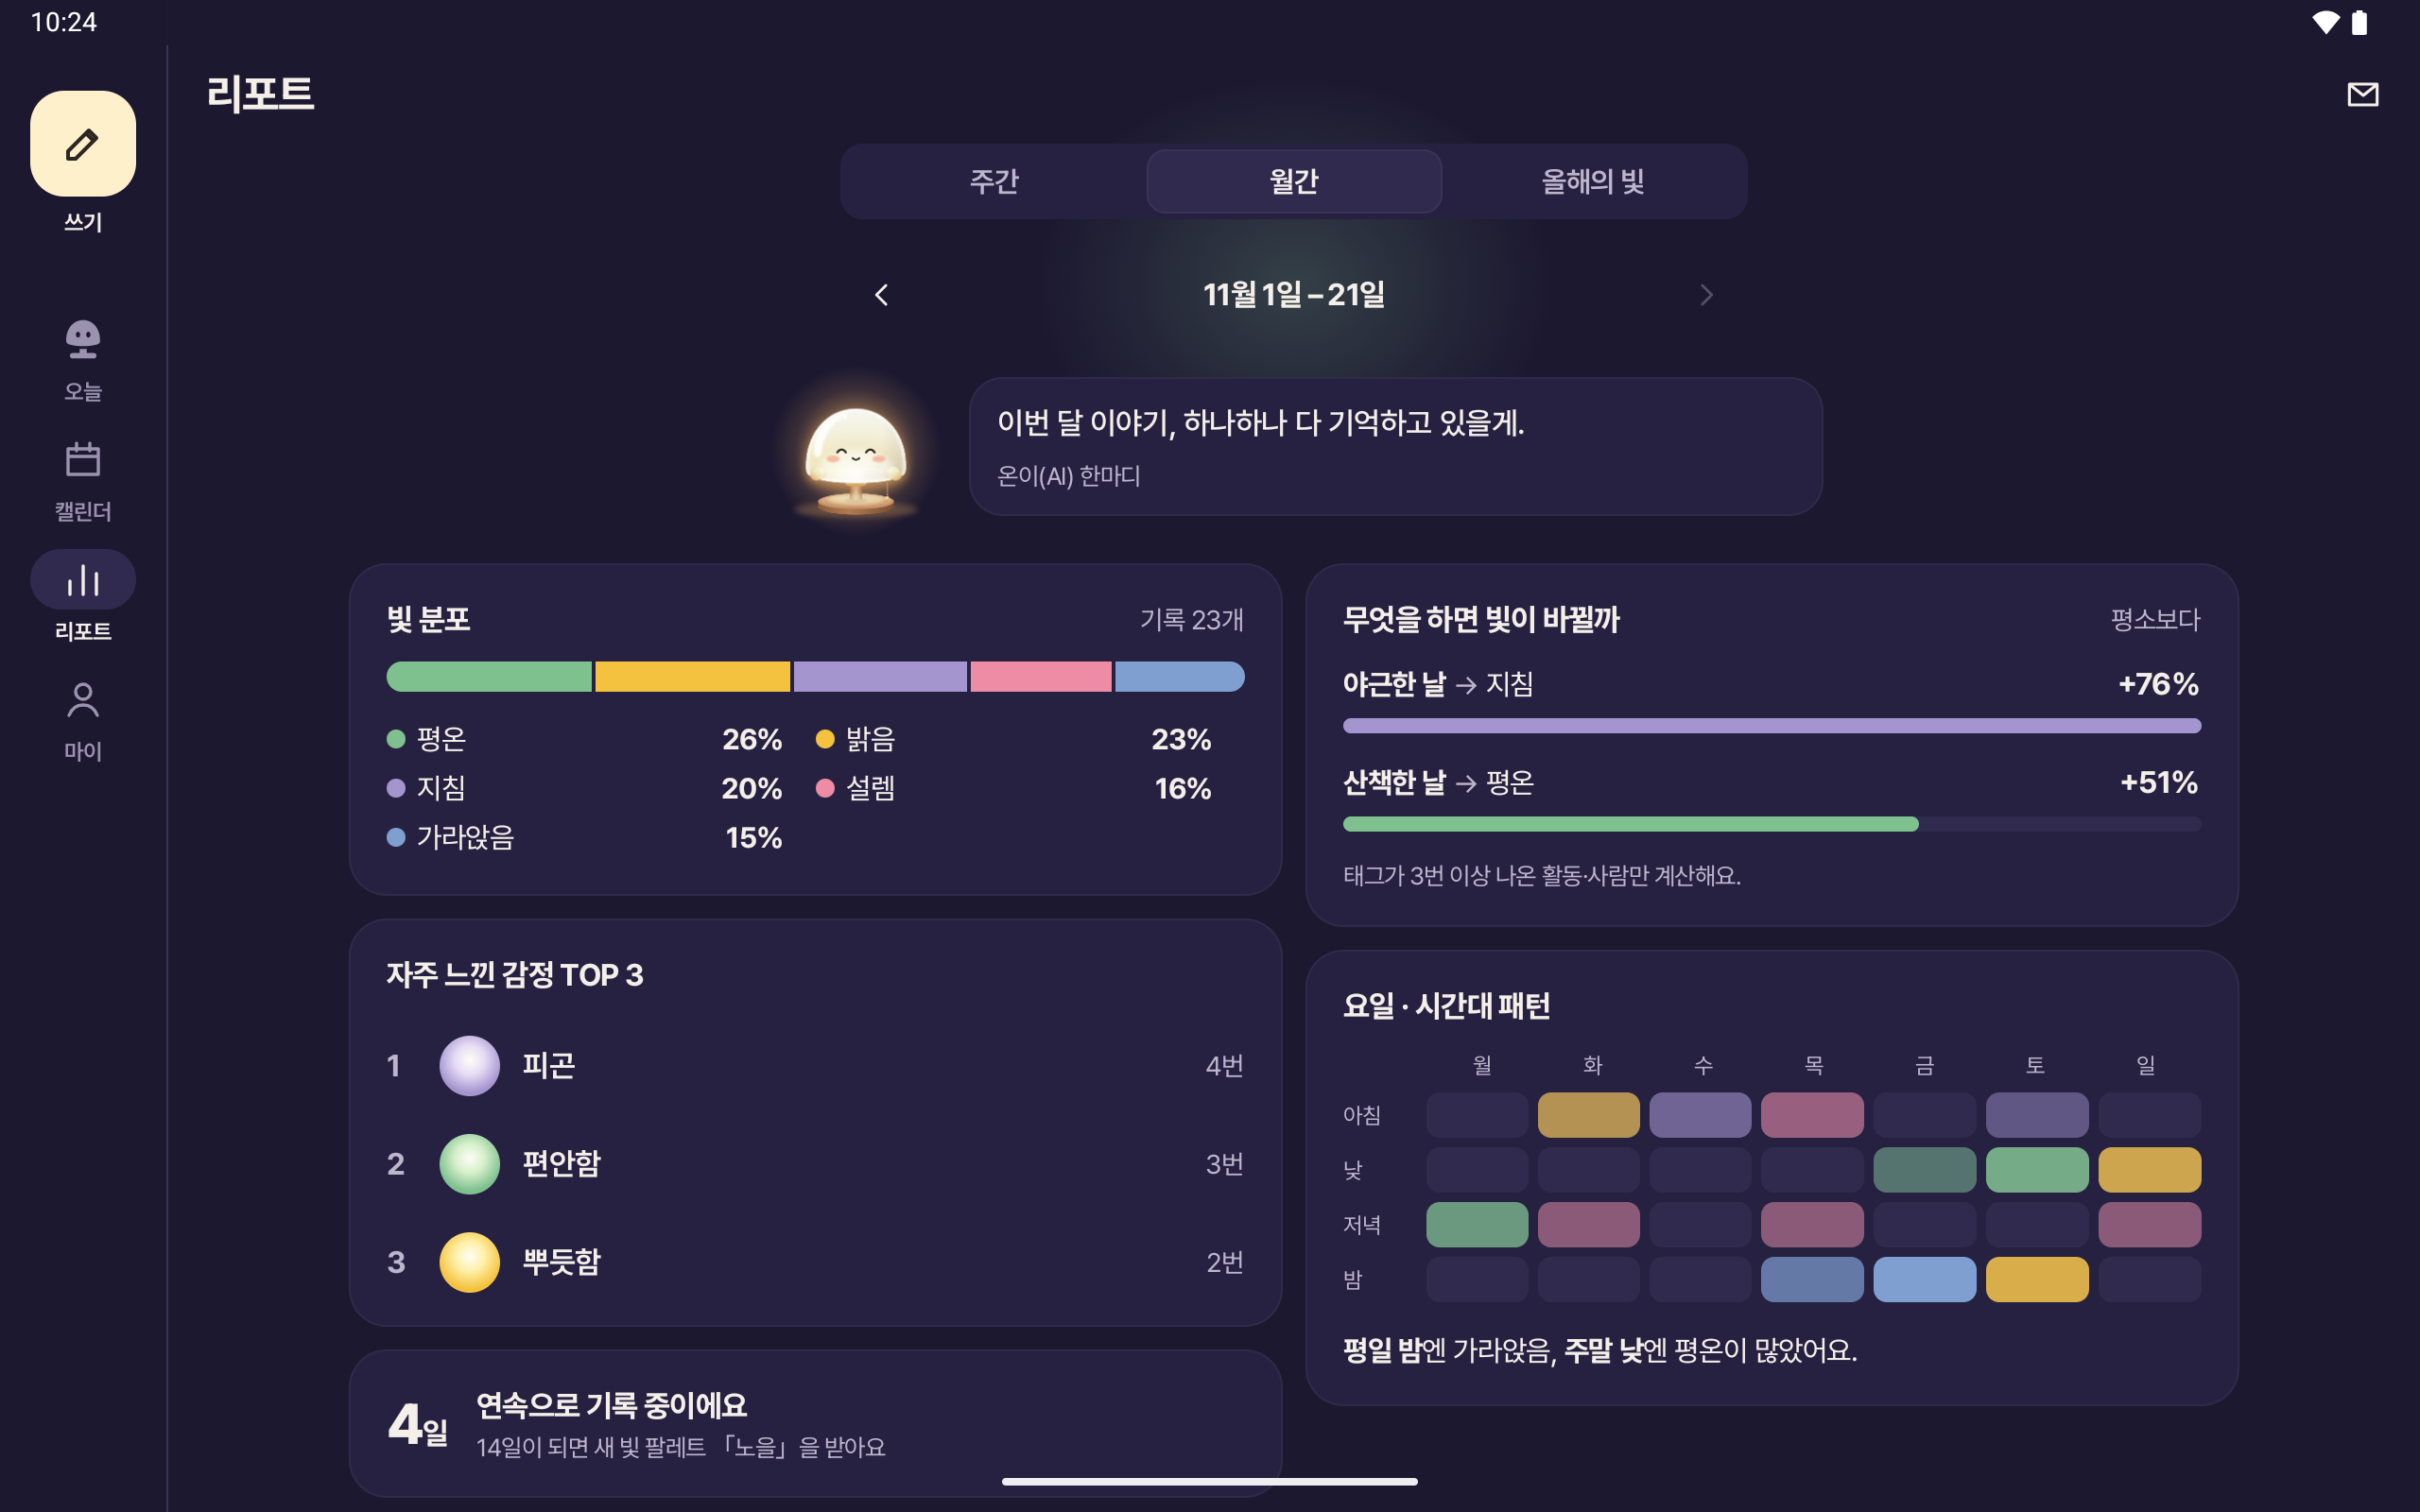 10:24
리포트
쓰기
오늘
캘린더
리포트
마이
주간
월간
올해의 빛
11월 1일 – 21일
이번 달 이야기, 하나하나 다 기억하고 있을게.
온이(AI) 한마디
빛 분포
기록 23개
평온 26%
밝음 23%
지침 20%
설렘 16%
가라앉음 15%
자주 느낀 감정 TOP 3
1 피곤 4번
2 편안함 3번
3 뿌듯함 2번
4일
연속으로 기록 중이에요
14일이 되면 새 빛 팔레트 「노을」을 받아요
무엇을 하면 빛이 바뀔까
평소보다
야근한 날 → 지침 +76%
산책한 날 → 평온 +51%
태그가 3번 이상 나온 활동·사람만 계산해요.
요일 · 시간대 패턴
월 화 수 목 금 토 일
아침
낮
저녁
밤
평일 밤엔 가라앉음, 주말 낮엔 평온이 많았어요.